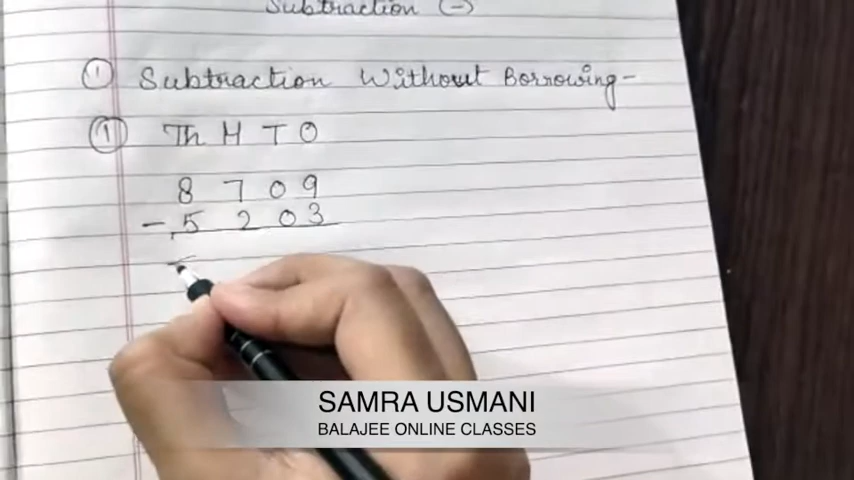 Subtraction (-)
① Subtraction Without Borrowing-
① Th H T O
8 7 0 9
- 5 2 0 3
SAMRA USMANI
BALAJEE ONLINE CLASSES